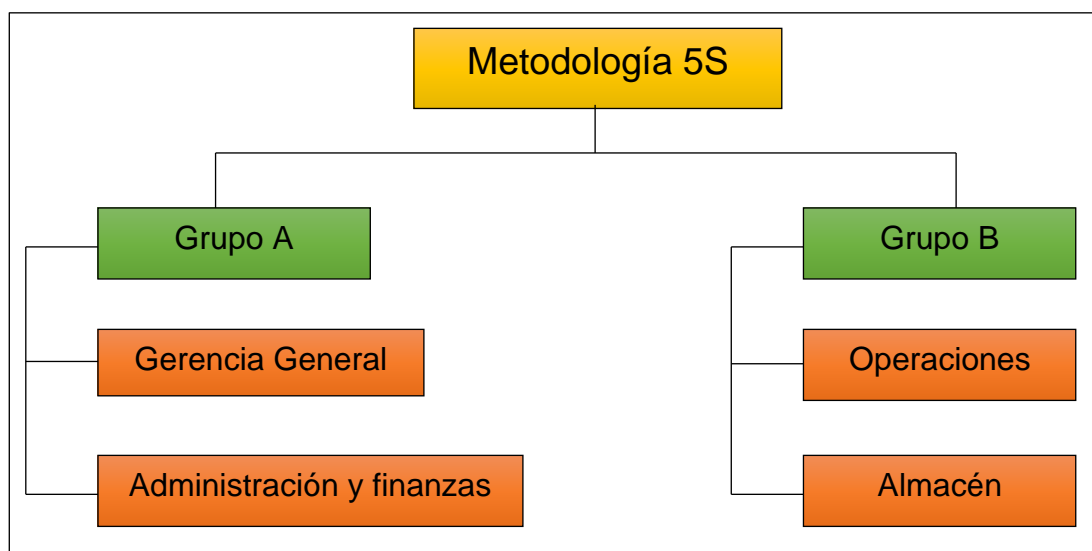 Metodología 5S
Grupo A
Grupo B
Gerencia General
Operaciones
Administración y finanzas
Almacén